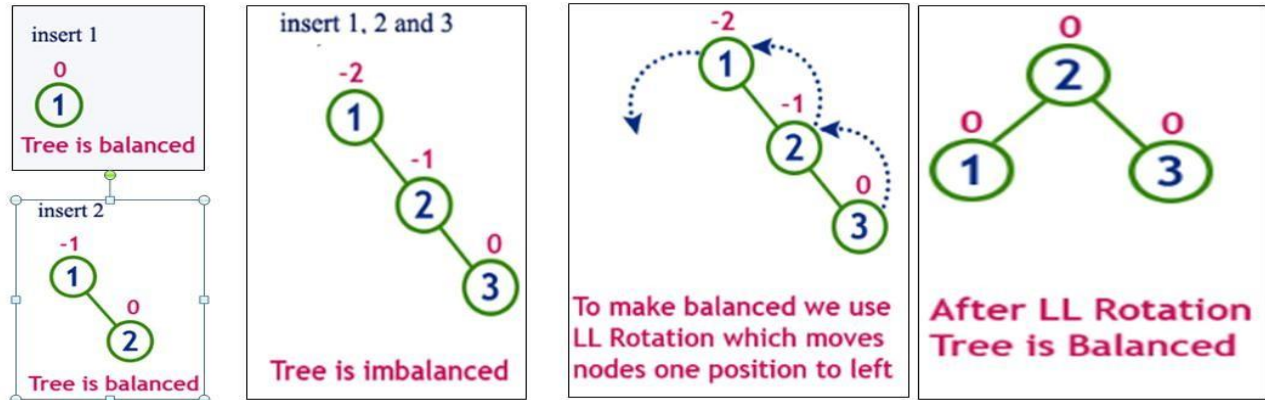 insert 1
0
1
Tree is balanced
insert 2
-1
1
0
2
Tree is balanced
insert 1, 2 and 3
-2
1
-1
2
0
3
Tree is imbalanced
-2
1
-1
2
0
3
To make balanced we use
LL Rotation which moves
nodes one position to left
0
2
0 0
1 3
After LL Rotation
Tree is Balanced